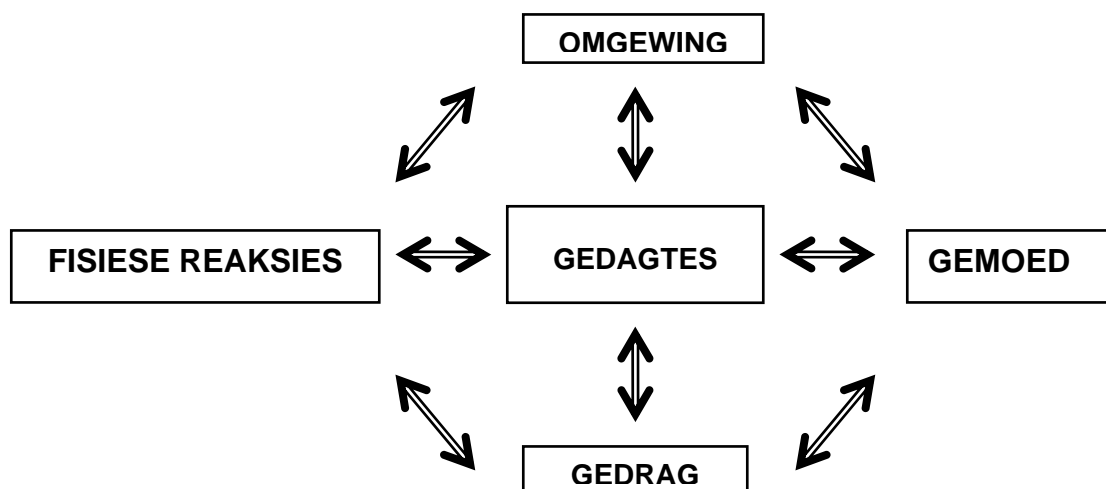 OMGEWING
FISIESE REAKSIES
GEDAGTES
GEMOED
GEDRAG